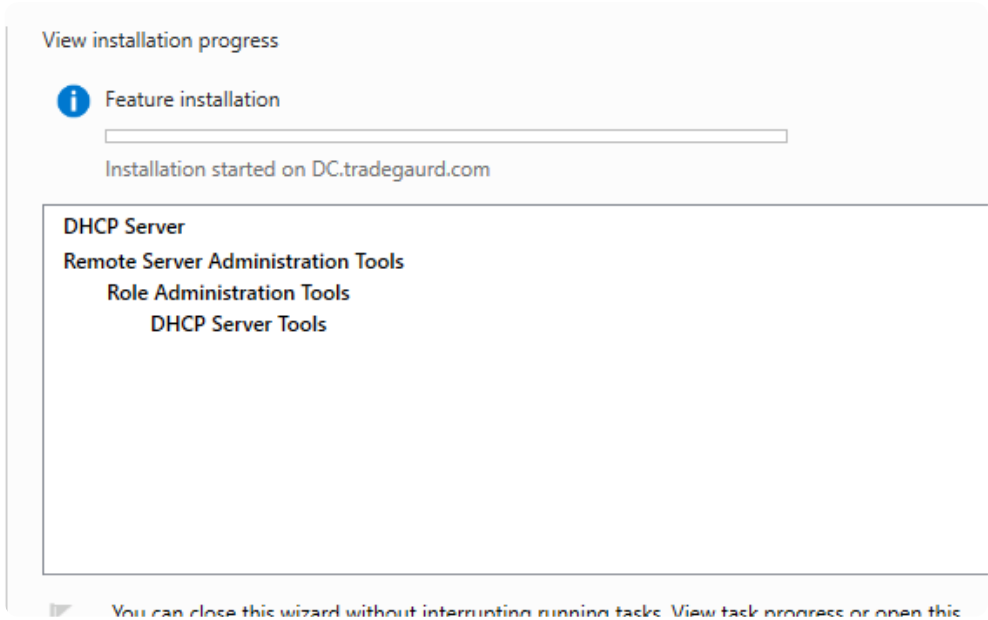 View installation progress
Feature installation
Installation started on DC.tradegaurd.com
DHCP Server
Remote Server Administration Tools
Role Administration Tools
DHCP Server Tools
You can close this wizard without interrupting running tasks. View task progress or open this